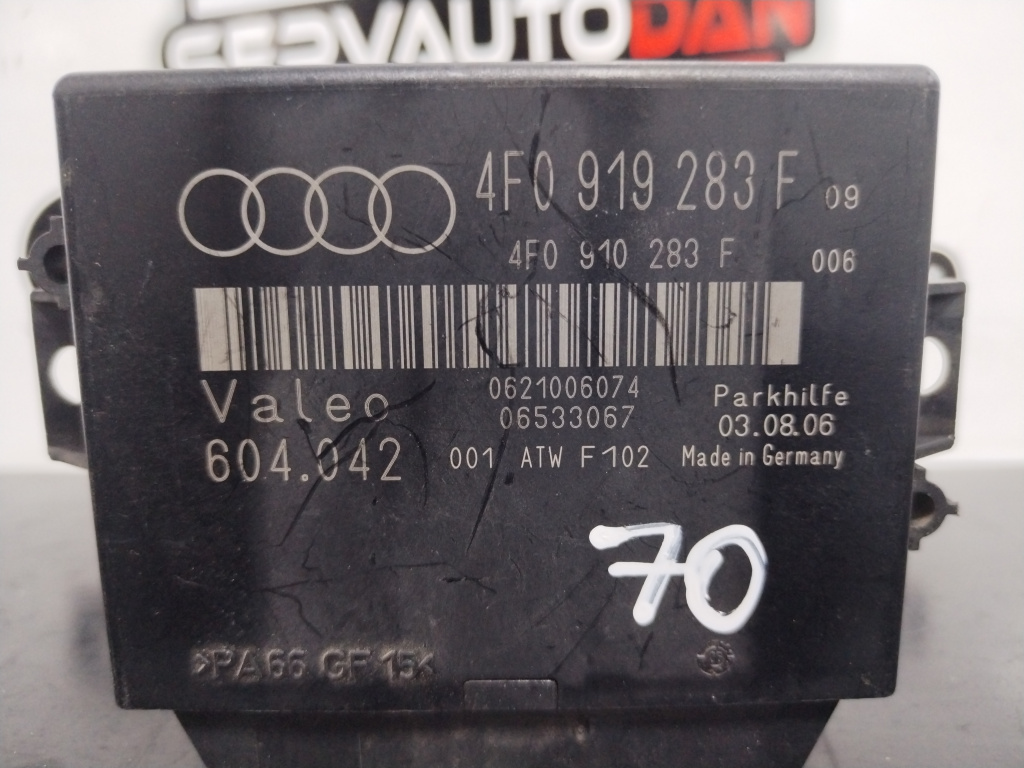 SERVAUTODAN
4F0 919 283 F 09
4F0 910 283 F 006
Valeo 0621006074 Parkhilfe
06533067 03.08.06
604.042 001 ATW F102 Made in Germany
70
>PA66 GF15<